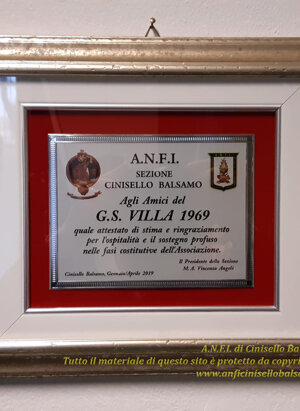 A.N.F.I.
SEZIONE
CINISELLO BALSAMO
Agli Amici del
G.S. VILLA 1969
quale attestato di stima e ringraziamento
per l'ospitalità e il sostegno profuso
nelle fasi costitutive dell'Associazione.
Il Presidente della Sezione
M. A. Vincenzo Angeli
Cinisello Balsamo, Gennaio/Aprile 2019
A.N.F.I. di Cinisello Ba
Tutto il materiale di questo sito è protetto da copyri
www.anficinisellobals